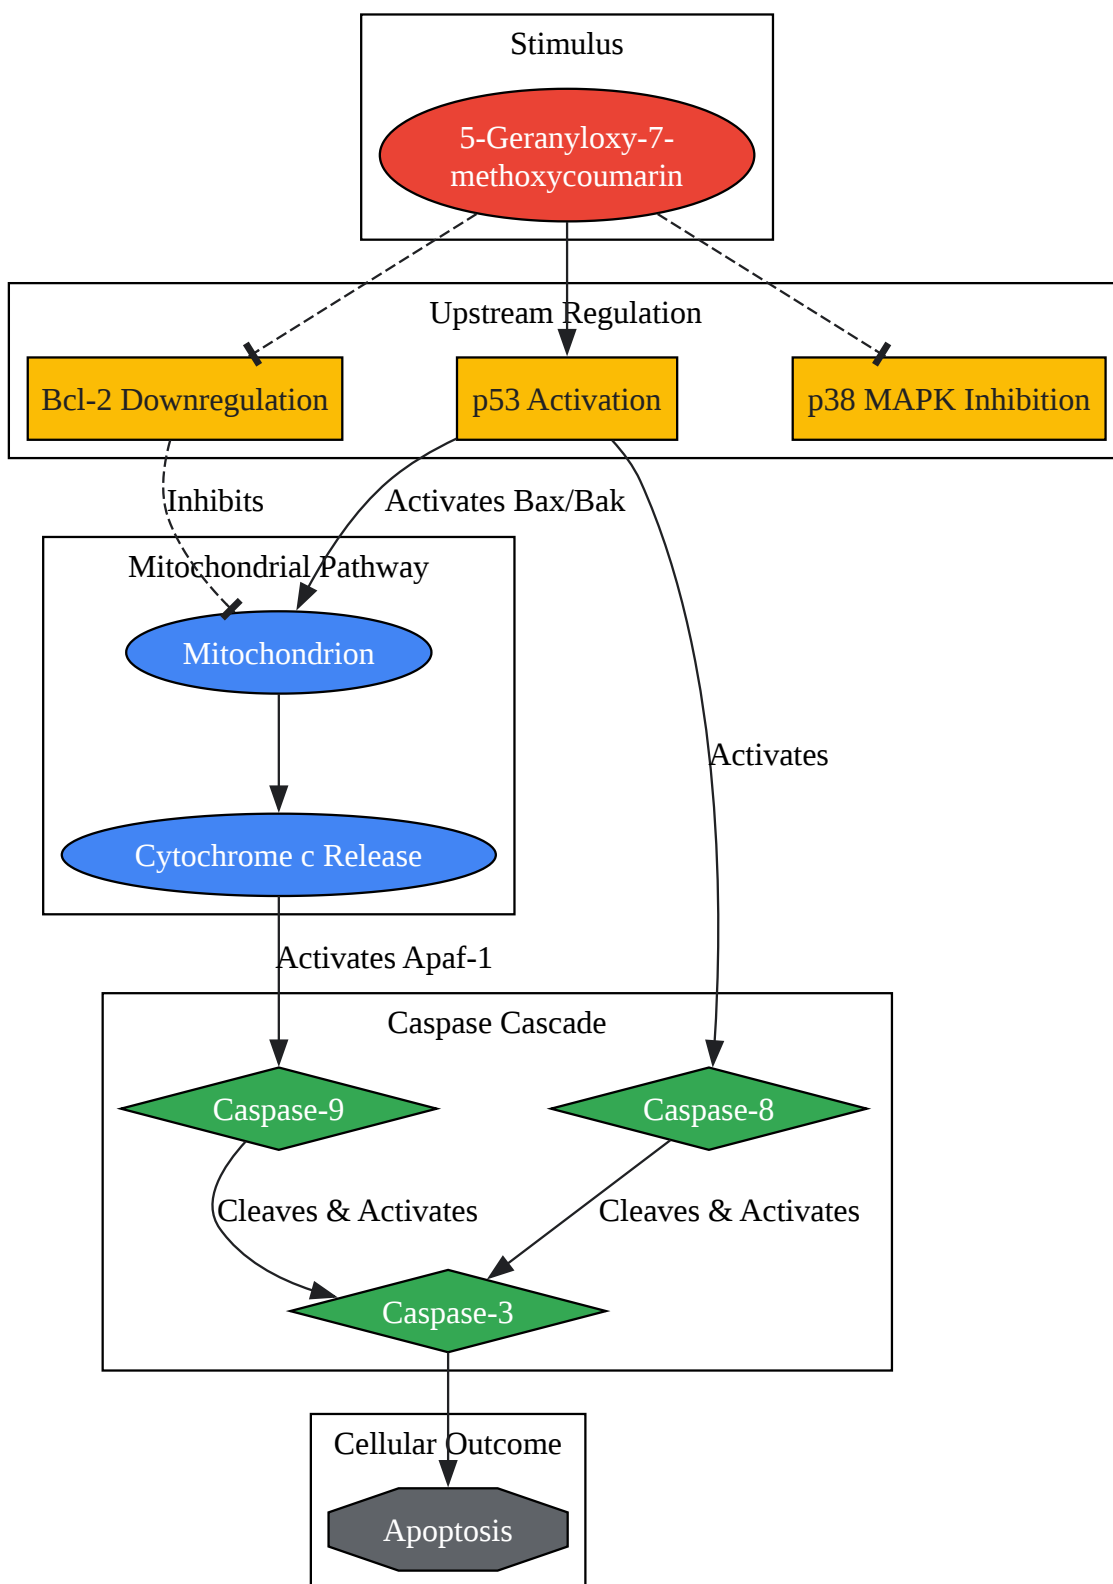 Stimulus
5-Geranyloxy-7-
methoxycoumarin
Upstream Regulation
Bcl-2 Downregulation
p53 Activation
p38 MAPK Inhibition
Inhibits
Activates Bax/Bak
Mitochondrial Pathway
Mitochondrion
Activates
Cytochrome c Release
Activates Apaf-1
Caspase Cascade
Caspase-9
Caspase-8
Cleaves & Activates
Cleaves & Activates
Caspase-3
Cellular Outcome
Apoptosis